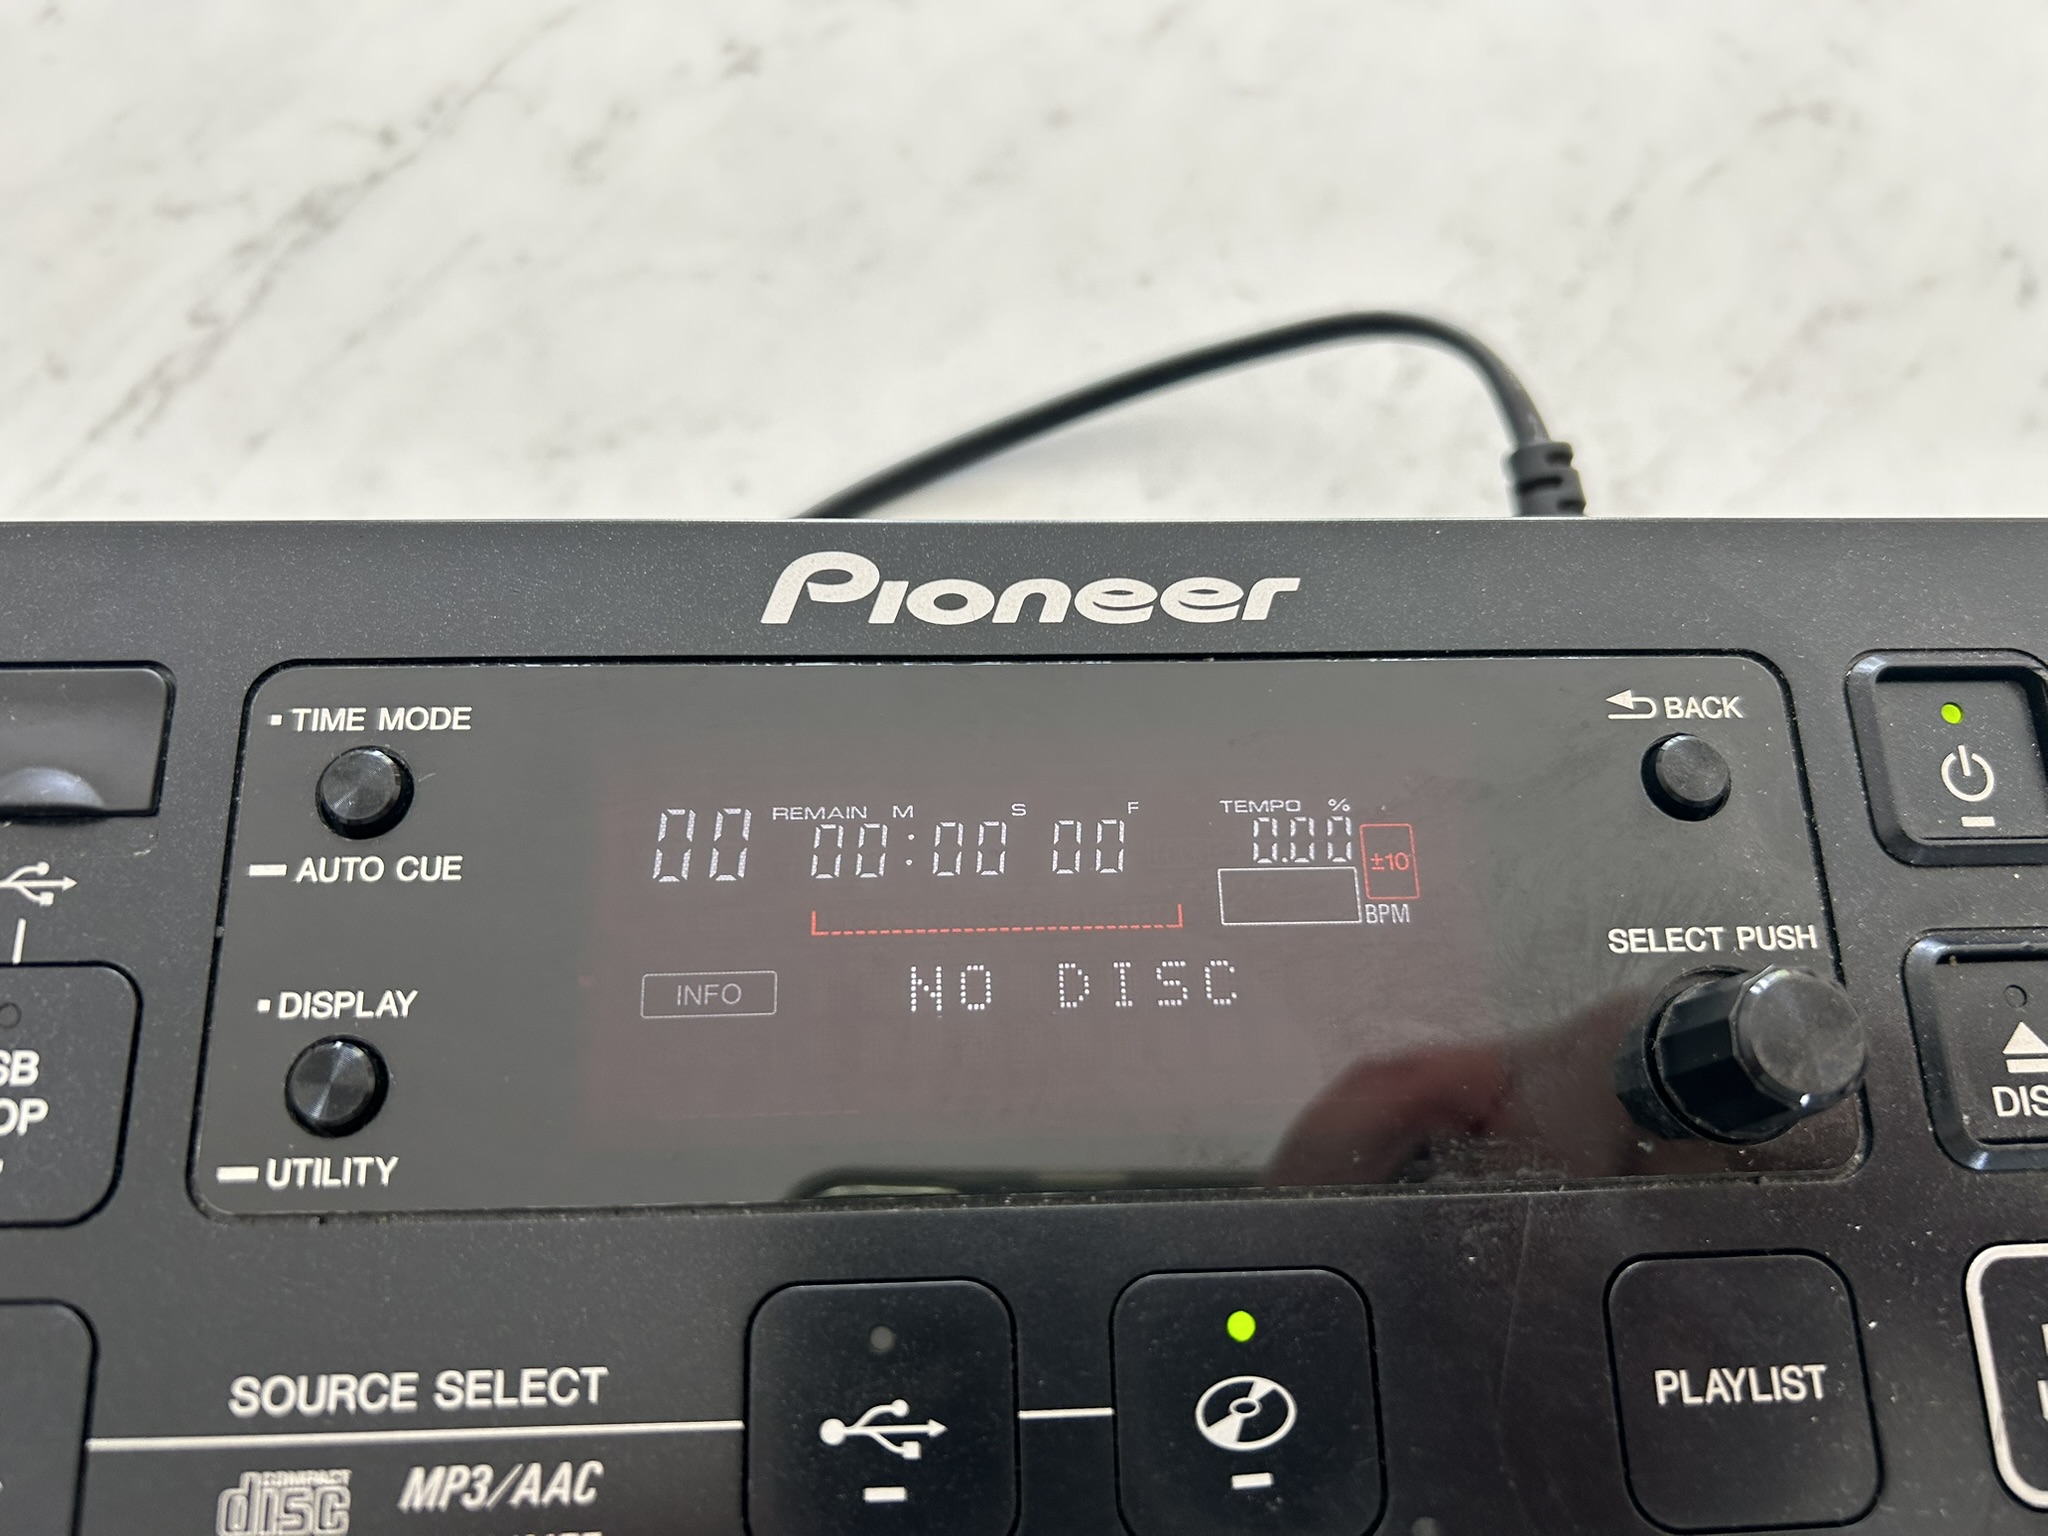 Pioneer
TIME MODE
BACK
REMAIN M S F
TEMPO %
00 00:00 00
0.00
±10
AUTO CUE
BPM
SELECT PUSH
NO DISC
INFO
DISPLAY
UTILITY
SOURCE SELECT
PLAYLIST
COMPACT
disc
MP3/AAC